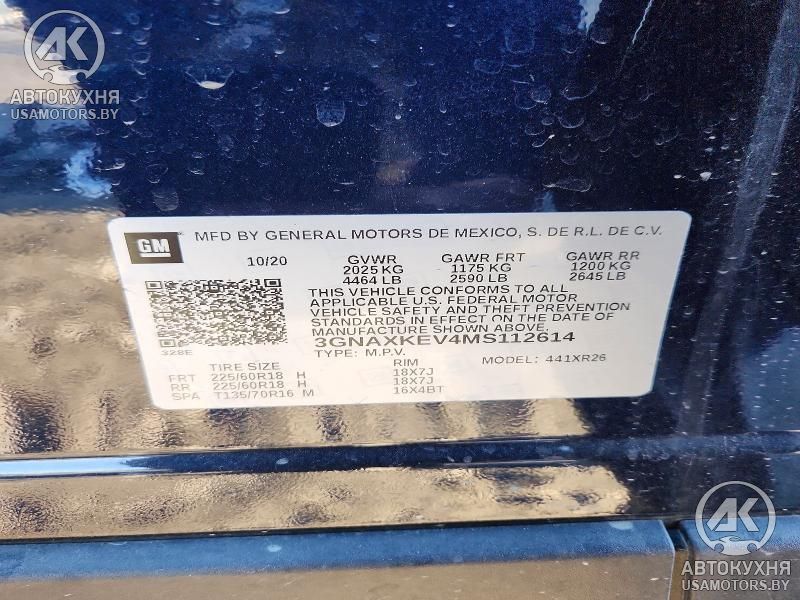 AK
АВТОКУХНЯ
USAMOTORS.BY
GM
MFD BY GENERAL MOTORS DE MEXICO, S. DE R.L. DE C.V.
10/20 GVWR GAWR FRT GAWR RR
2025 KG 1175 KG 1200 KG
4464 LB 2590 LB 2645 LB
THIS VEHICLE CONFORMS TO ALL
APPLICABLE U.S. FEDERAL MOTOR
VEHICLE SAFETY AND THEFT PREVENTION
STANDARDS IN EFFECT ON THE DATE OF
MANUFACTURE SHOWN ABOVE.
3GNAXKEV4MS112614
328E
TYPE: M.P.V. MODEL: 441XR26
TIRE SIZE RIM
FRT 225/60R18 H 18X7J
RR 225/60R18 H 18X7J
SPA T135/70R16 M 16X4BT
AK
АВТОКУХНЯ
USAMOTORS.BY